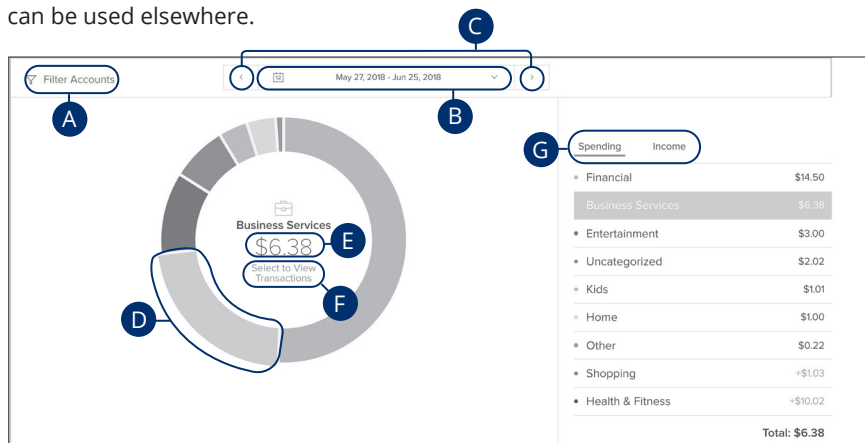 can be used elsewhere.
C
Filter Accounts
12
May 27, 2018 - Jun 25, 2018
A
B
G
Spending Income
Financial $14.50
Business Services $6.38
Entertainment $3.00
Uncategorized $2.02
Kids $1.01
Home $1.00
Other $0.22
Shopping +$1.03
Health & Fitness +$10.02
Total: $6.38
Business Services
$6.38
E
Select to View
Transactions
F
D